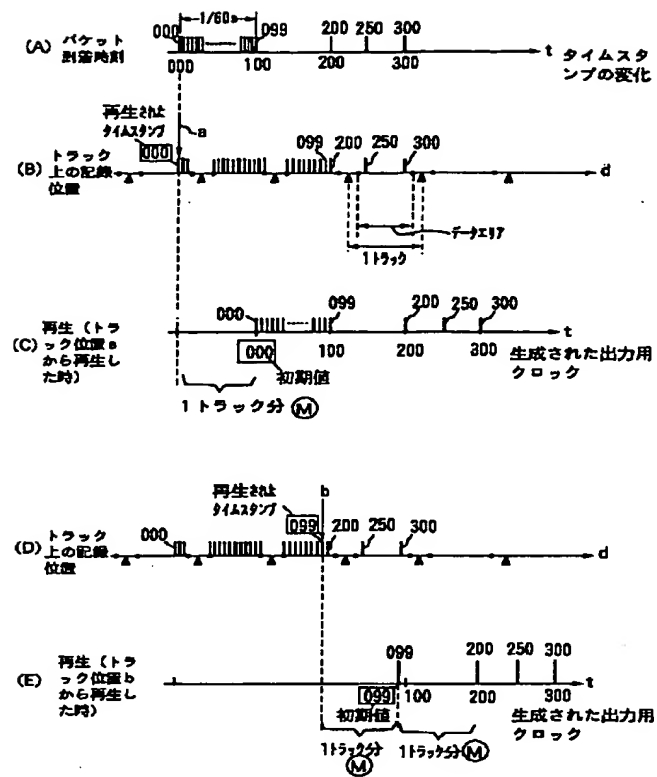 1/60s
000 099 200 250 300
(A) パケット
到着時刻
t
000 100 200 300
タイムスタ
ンプの変化
再生された
タイムスタンプ
a
000
099 200 250 300
(B) トラック
上の記録
位置
d
データエリア
1トラック
000 099 200 250 300
(C) 再生(トラ
ック位置a
から再生し
た時)
t
100 200 300
000
初期値
生成された出力用
クロック
1トラック分 M
再生された
タイムスタンプ
b
099
000 200 250 300
(D) トラック
上の記録
位置
d
099 200 250 300
(E) 再生(トラ
ック位置b
から再生し
た時)
t
099
100 200 300
初期値
生成された出力用
クロック
1トラック分 1トラック分 M
M